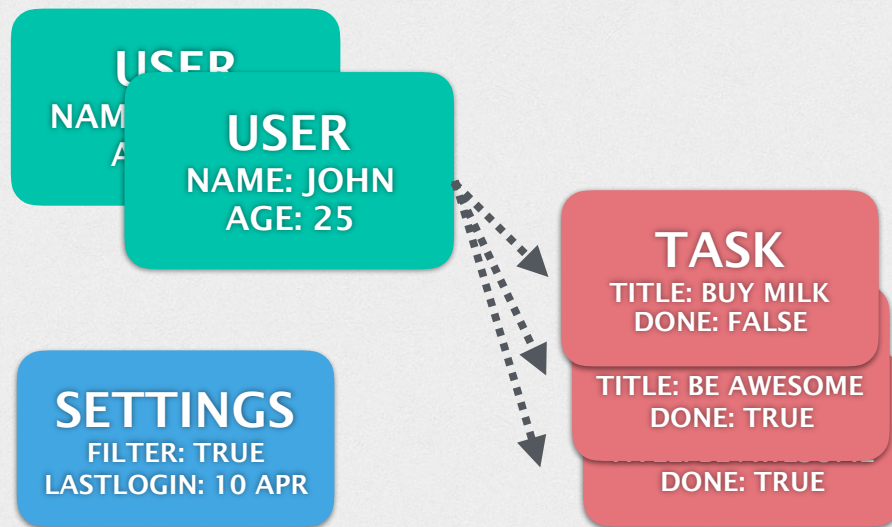 USER
NAM
A
USER
NAME: JOHN
AGE: 25
TASK
TITLE: BUY MILK
DONE: FALSE
TITLE: BE AWESOME
DONE: TRUE
DONE: TRUE
SETTINGS
FILTER: TRUE
LASTLOGIN: 10 APR